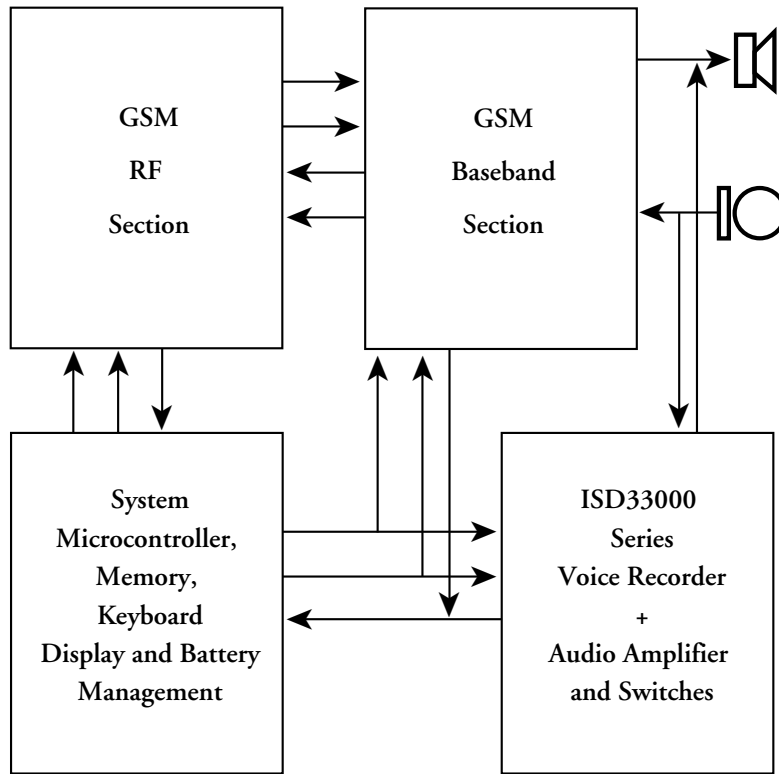 GSM
RF
Section
GSM
Baseband
Section
System
Microcontroller,
Memory,
Keyboard
Display and Battery
Management
ISD33000
Series
Voice Recorder
+
Audio Amplifier
and Switches